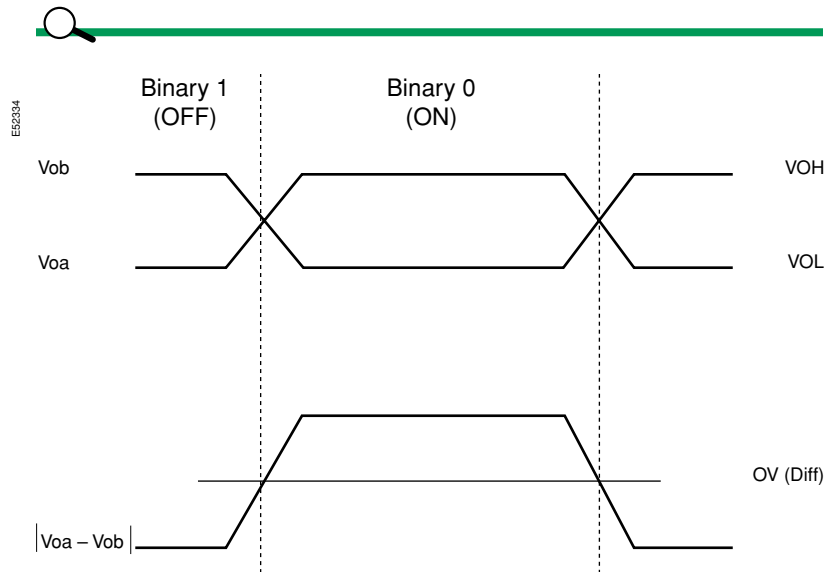 Binary 1
(OFF)
Binary 0
(ON)
E52334
Vob
VOH
Voa
VOL
OV (Diff)
|Voa – Vob|